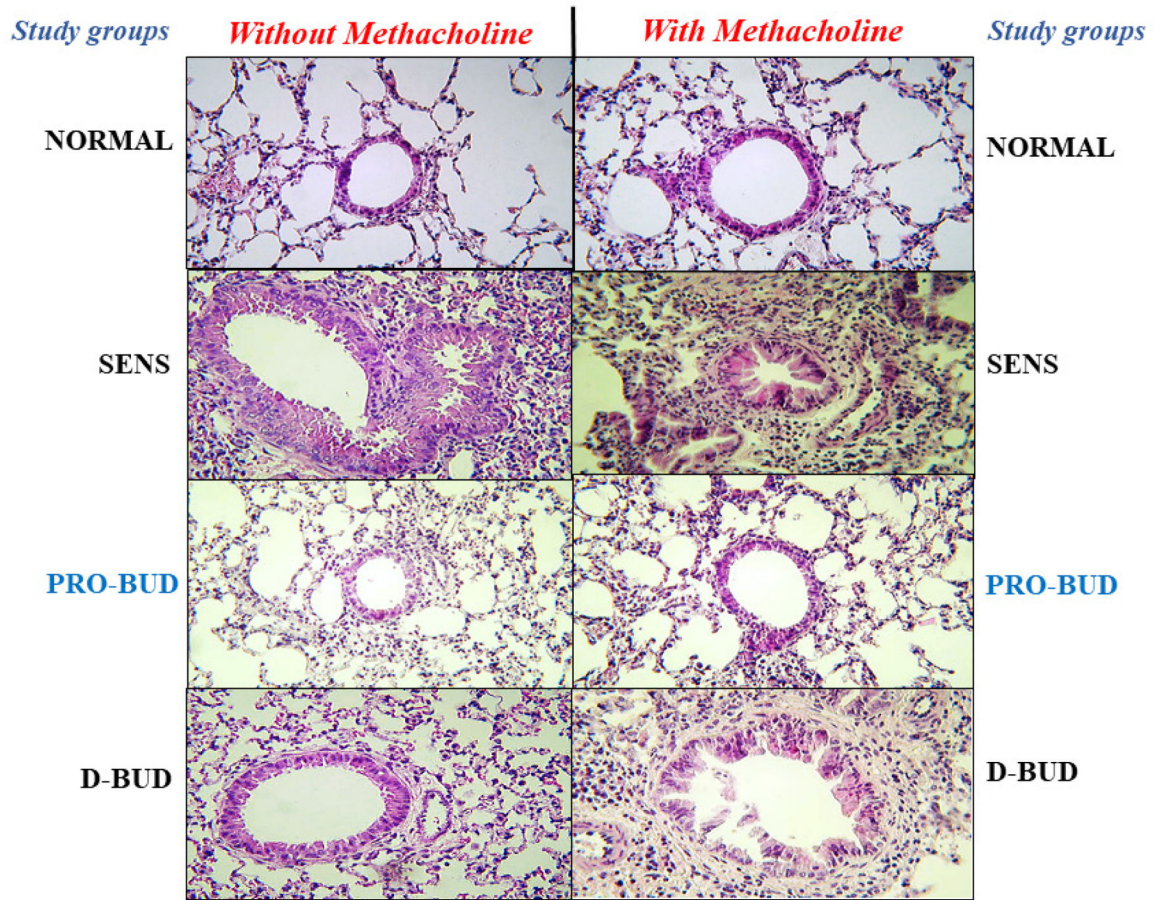 Study groups
Without Methacholine
With Methacholine
Study groups
NORMAL
NORMAL
SENS
SENS
PRO-BUD
PRO-BUD
D-BUD
D-BUD